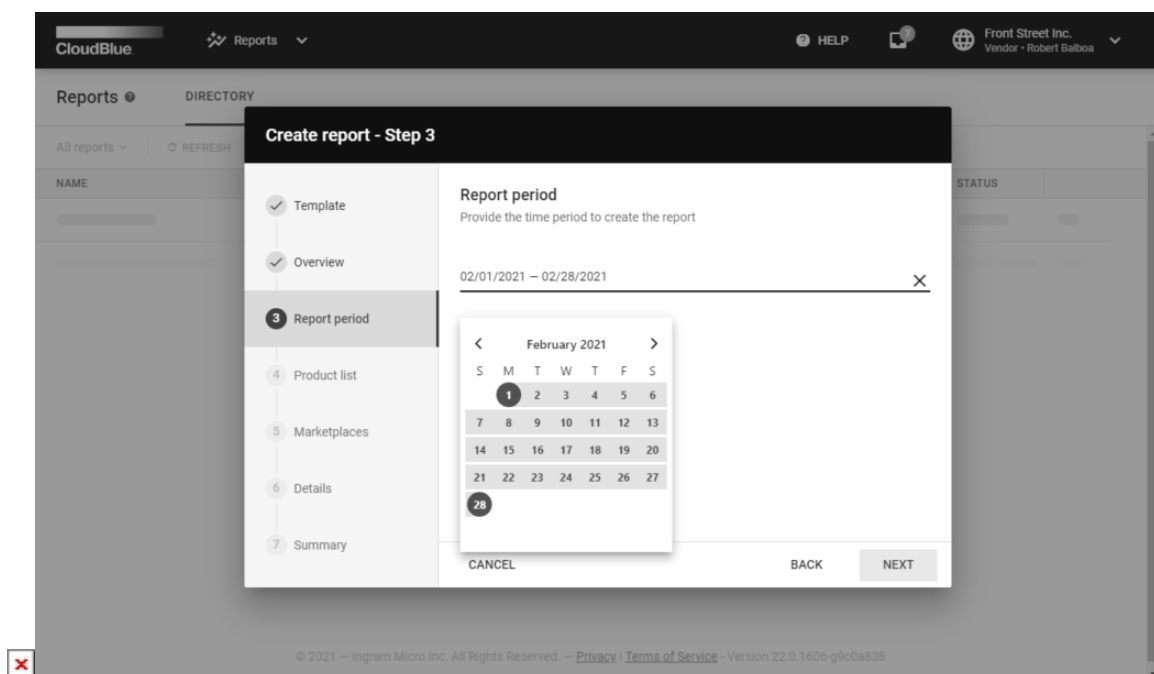 CloudBlue
Reports
HELP
7
Front Street Inc.
Vendor • Robert Balboa
Reports
DIRECTORY
All reports
REFRESH
NAME
STATUS
Create report - Step 3
Template
Overview
3 Report period
4 Product list
5 Marketplaces
6 Details
7 Summary
Report period
Provide the time period to create the report
02/01/2021 — 02/28/2021
February 2021
S M T W T F S
1 2 3 4 5 6
7 8 9 10 11 12 13
14 15 16 17 18 19 20
21 22 23 24 25 26 27
28
CANCEL
BACK
NEXT
© 2021 — Ingram Micro Inc. All Rights Reserved. — Privacy | Terms of Service - Version 22.0.1606-g9c0a838